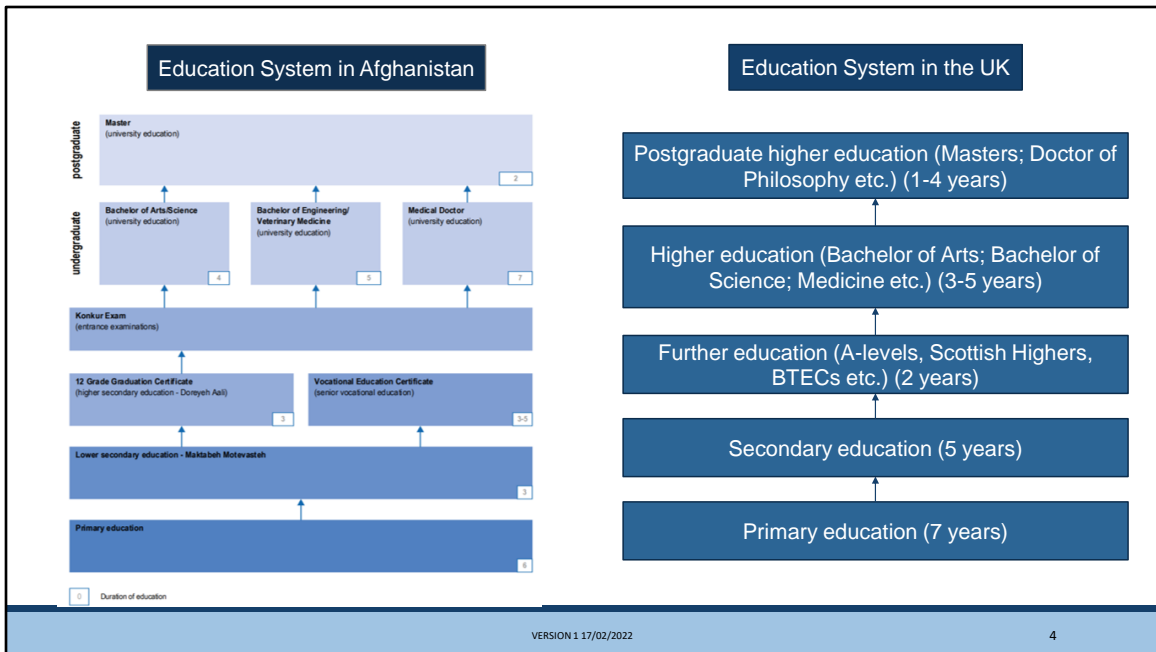 Education System in Afghanistan
postgraduate
Master
(university education)
2
undergraduate
Bachelor of Arts/Science
(university education)
4
Bachelor of Engineering/
Veterinary Medicine
(university education)
5
Medical Doctor
(university education)
7
Konkur Exam
(entrance examinations)
12 Grade Graduation Certificate
(higher secondary education - Doreyeh Aali)
3
Vocational Education Certificate
(senior vocational education)
3-5
Lower secondary education - Maktabeh Motevasteh
3
Primary education
6
0 Duration of education
Education System in the UK
Postgraduate higher education (Masters; Doctor of
Philosophy etc.) (1-4 years)
Higher education (Bachelor of Arts; Bachelor of
Science; Medicine etc.) (3-5 years)
Further education (A-levels, Scottish Highers,
BTECs etc.) (2 years)
Secondary education (5 years)
Primary education (7 years)
VERSION 1 17/02/2022
4